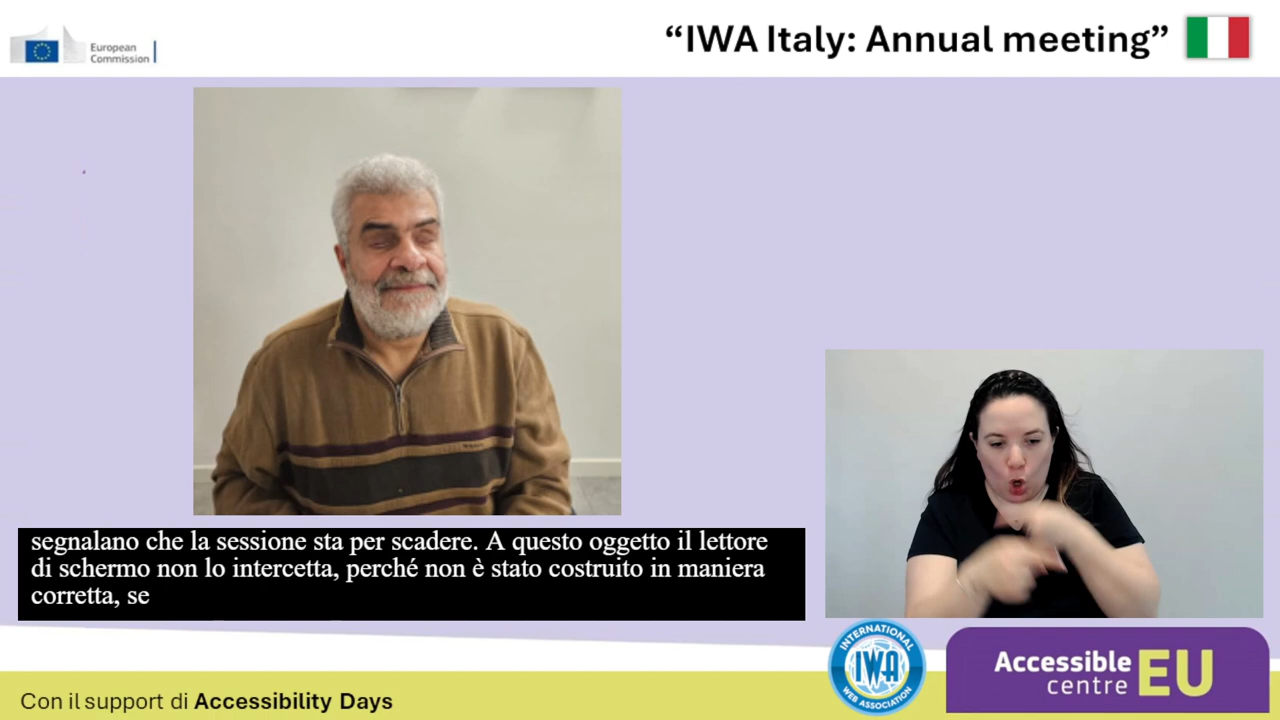 European
Commission
“IWA Italy: Annual meeting”
segnalano che la sessione sta per scadere. A questo oggetto il lettore
di schermo non lo intercetta, perché non è stato costruito in maniera
corretta, se
INTERNATIONAL
IWA
WEB ASSOCIATION
Accessible
centre
EU
Con il support di Accessibility Days